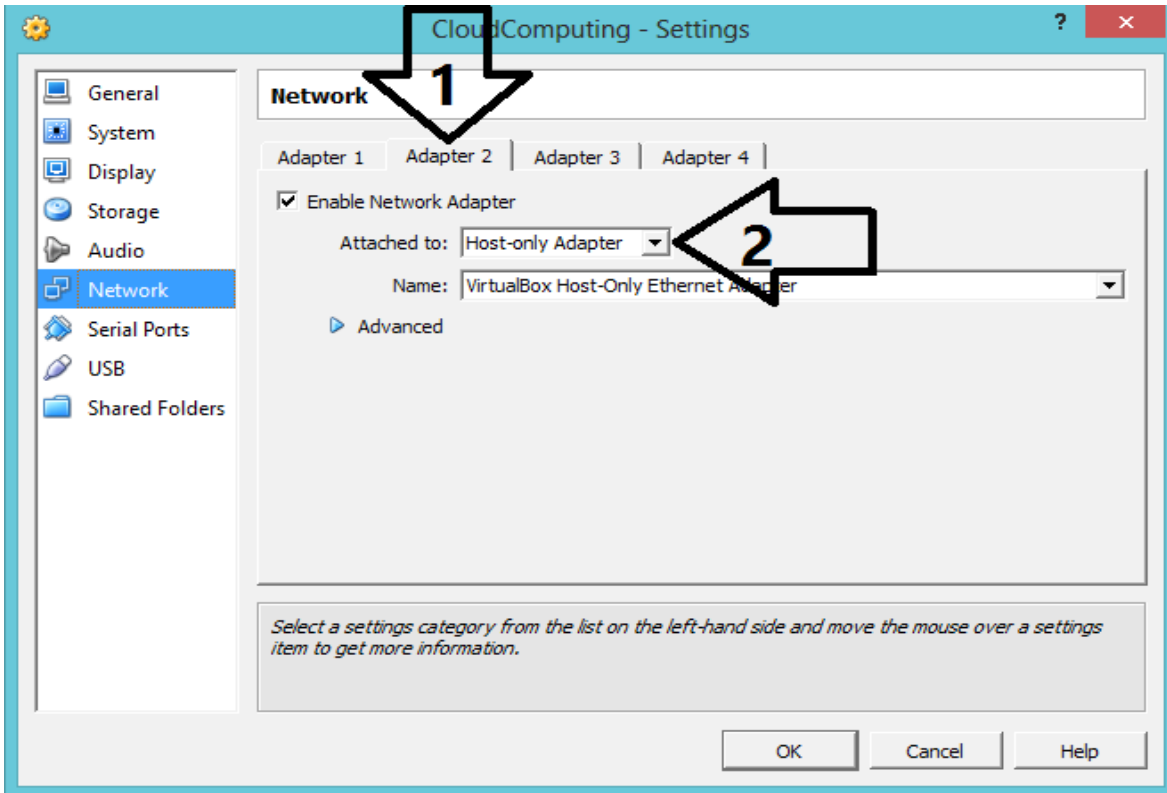 CloudComputing - Settings
?
1
General
System
Display
Storage
Audio
Network
Serial Ports
USB
Shared Folders
Network
Adapter 1
Adapter 2
Adapter 3
Adapter 4
Enable Network Adapter
Attached to: Host-only Adapter
2
Name: VirtualBox Host-Only Ethernet Adapter
Advanced
Select a settings category from the list on the left-hand side and move the mouse over a settings
item to get more information.
OK
Cancel
Help